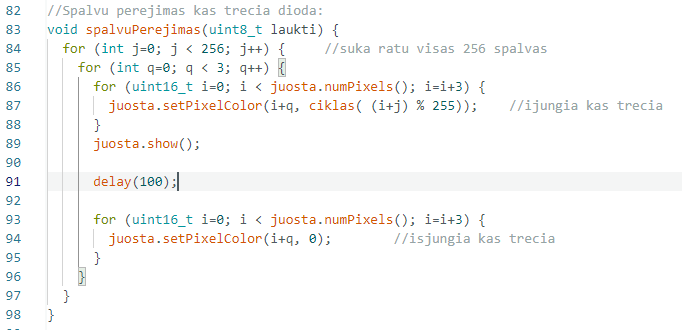 82 //Spalvu perejimas kas trecia dioda:
83 void spalvuPerejimas(uint8_t laukti) {
84 for (int j=0; j < 256; j++) { //suka ratu visas 256 spalvas
85 for (int q=0; q < 3; q++) {
86 for (uint16_t i=0; i < juosta.numPixels(); i=i+3) {
87 juosta.setPixelColor(i+q, ciklas( (i+j) % 255)); //ijungia kas trecia
88 }
89 juosta.show();
90
91 delay(100);
92
93 for (uint16_t i=0; i < juosta.numPixels(); i=i+3) {
94 juosta.setPixelColor(i+q, 0); //isjungia kas trecia
95 }
96 }
97 }
98 }